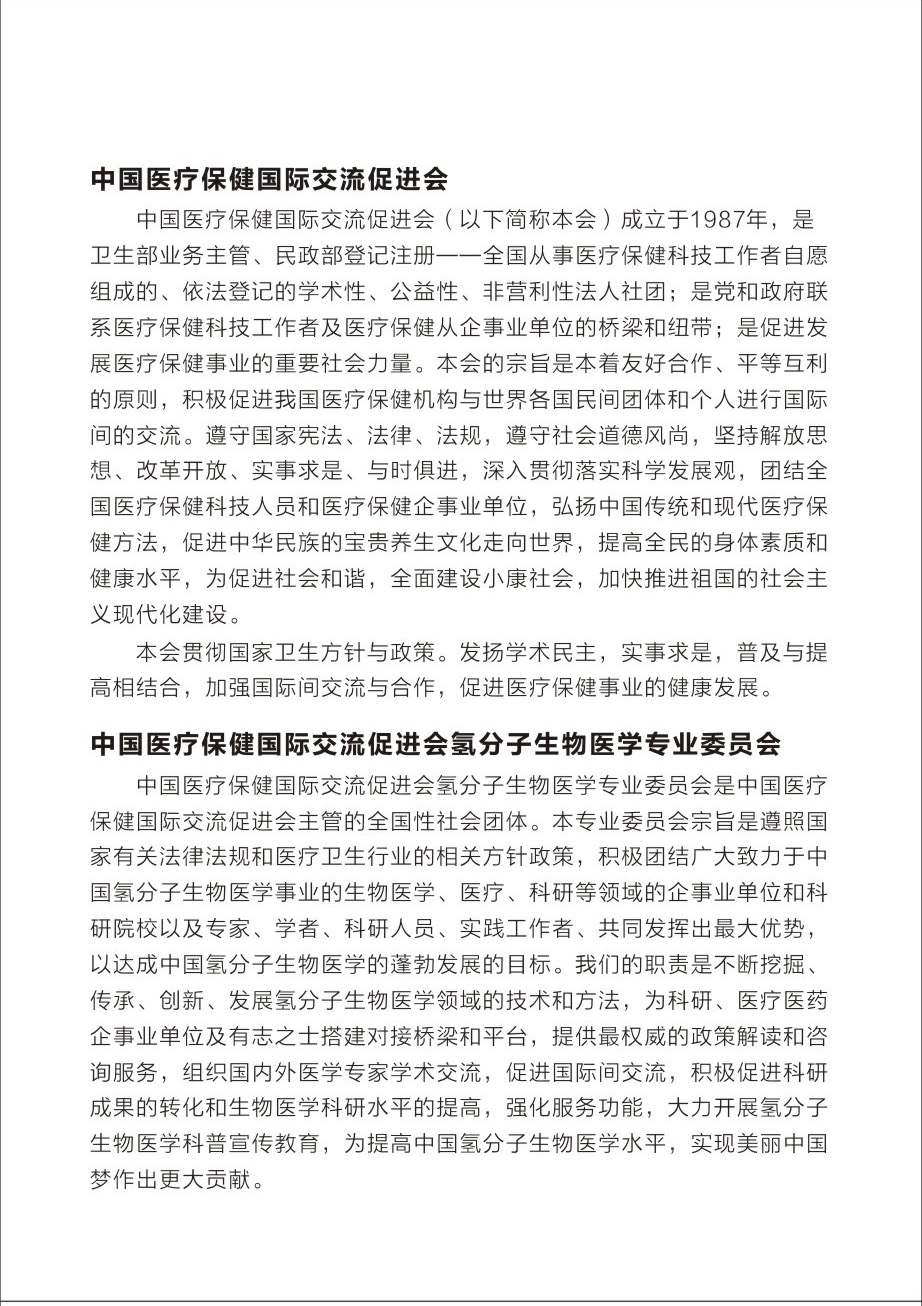 中国医疗保健国际交流促进会
中国医疗保健国际交流促进会（以下简称本会）成立于1987年，是
卫生部业务主管、民政部登记注册——全国从事医疗保健科技工作者自愿
组成的、依法登记的学术性、公益性、非营利性法人社团；是党和政府联
系医疗保健科技工作者及医疗保健从企事业单位的桥梁和纽带；是促进发
展医疗保健事业的重要社会力量。本会的宗旨是本着友好合作、平等互利
的原则，积极促进我国医疗保健机构与世界各国民间团体和个人进行国际
间的交流。遵守国家宪法、法律、法规，遵守社会道德风尚，坚持解放思
想、改革开放、实事求是、与时俱进，深入贯彻落实科学发展观，团结全
国医疗保健科技人员和医疗保健企事业单位，弘扬中国传统和现代医疗保
健方法，促进中华民族的宝贵养生文化走向世界，提高全民的身体素质和
健康水平，为促进社会和谐，全面建设小康社会，加快推进祖国的社会主
义现代化建设。
本会贯彻国家卫生方针与政策。发扬学术民主，实事求是，普及与提
高相结合，加强国际间交流与合作，促进医疗保健事业的健康发展。
中国医疗保健国际交流促进会氢分子生物医学专业委员会
中国医疗保健国际交流促进会氢分子生物医学专业委员会是中国医疗
保健国际交流促进会主管的全国性社会团体。本专业委员会宗旨是遵照国
家有关法律法规和医疗卫生行业的相关方针政策，积极团结广大致力于中
国氢分子生物医学事业的生物医学、医疗、科研等领域的企事业单位和科
研院校以及专家、学者、科研人员、实践工作者、共同发挥出最大优势，
以达成中国氢分子生物医学的蓬勃发展的目标。我们的职责是不断挖掘、
传承、创新、发展氢分子生物医学领域的技术和方法，为科研、医疗医药
企事业单位及有志之士搭建对接桥梁和平台，提供最权威的政策解读和咨
询服务，组织国内外医学专家学术交流，促进国际间交流，积极促进科研
成果的转化和生物医学科研水平的提高，强化服务功能，大力开展氢分子
生物医学科普宣传教育，为提高中国氢分子生物医学水平，实现美丽中国
梦作出更大贡献。